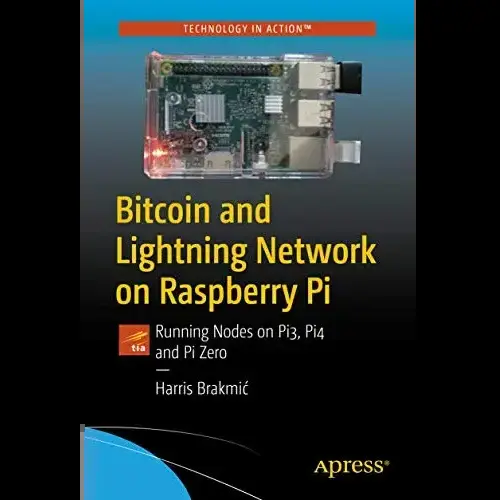 TECHNOLOGY IN ACTION™
Bitcoin and
Lightning Network
on Raspberry Pi
tia
Running Nodes on Pi3, Pi4
and Pi Zero
—
Harris Brakmić
Apress®